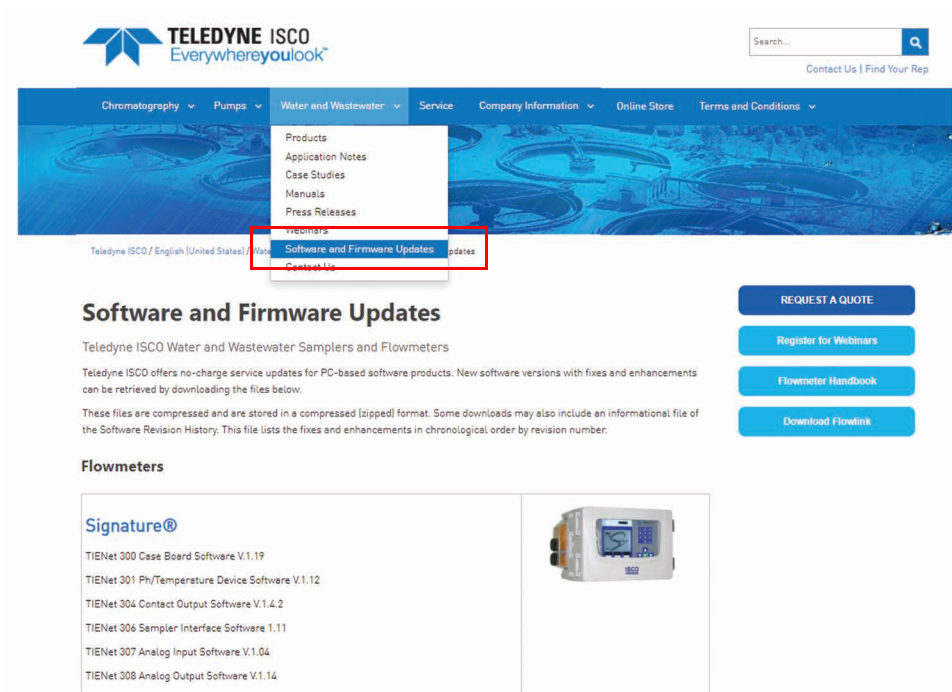 TELEDYNE ISCO
Everywhereyoulook™
Search...
Contact Us | Find Your Rep
Chromatography Pumps Water and Wastewater Service Company Information Online Store Terms and Conditions
Products
Application Notes
Case Studies
Manuals
Press Releases
Webinars
Software and Firmware Updates
Contact Us
Teledyne ISCO / English (United States) / Wate pdates
Software and Firmware Updates
Teledyne ISCO Water and Wastewater Samplers and Flowmeters
Teledyne ISCO offers no-charge service updates for PC-based software products. New software versions with fixes and enhancements
can be retrieved by downloading the files below.
These files are compressed and are stored in a compressed (zipped) format. Some downloads may also include an informational file of
the Software Revision History. This file lists the fixes and enhancements in chronological order by revision number.
REQUEST A QUOTE
Register for Webinars
Flowmeter Handbook
Download Flowlink
Flowmeters
Signature®
TIENet 300 Case Board Software V.1.19
TIENet 301 Ph/Temperature Device Software V.1.12
TIENet 304 Contact Output Software V.1.4.2
TIENet 306 Sampler Interface Software 1.11
TIENet 307 Analog Input Software V.1.04
TIENet 308 Analog Output Software V.1.14
ISCO